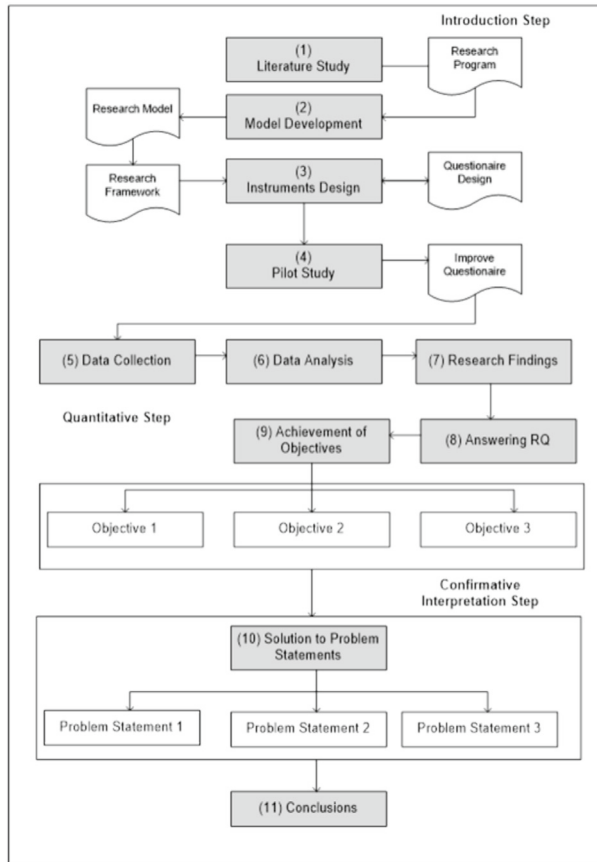 Introduction Step
(1)
Literature Study
Research
Program
Research Model
(2)
Model Development
Research
Framework
(3)
Instruments Design
Questionaire
Design
(4)
Pilot Study
Improve
Questionaire
(5) Data Collection
(6) Data Analysis
(7) Research Findings
Quantitative Step
(9) Achievement of
Objectives
(8) Answering RQ
Objective 1
Objective 2
Objective 3
Confirmative
Interpretation Step
(10) Solution to Problem
Statements
Problem Statement 1
Problem Statement 2
Problem Statement 3
(11) Conclusions